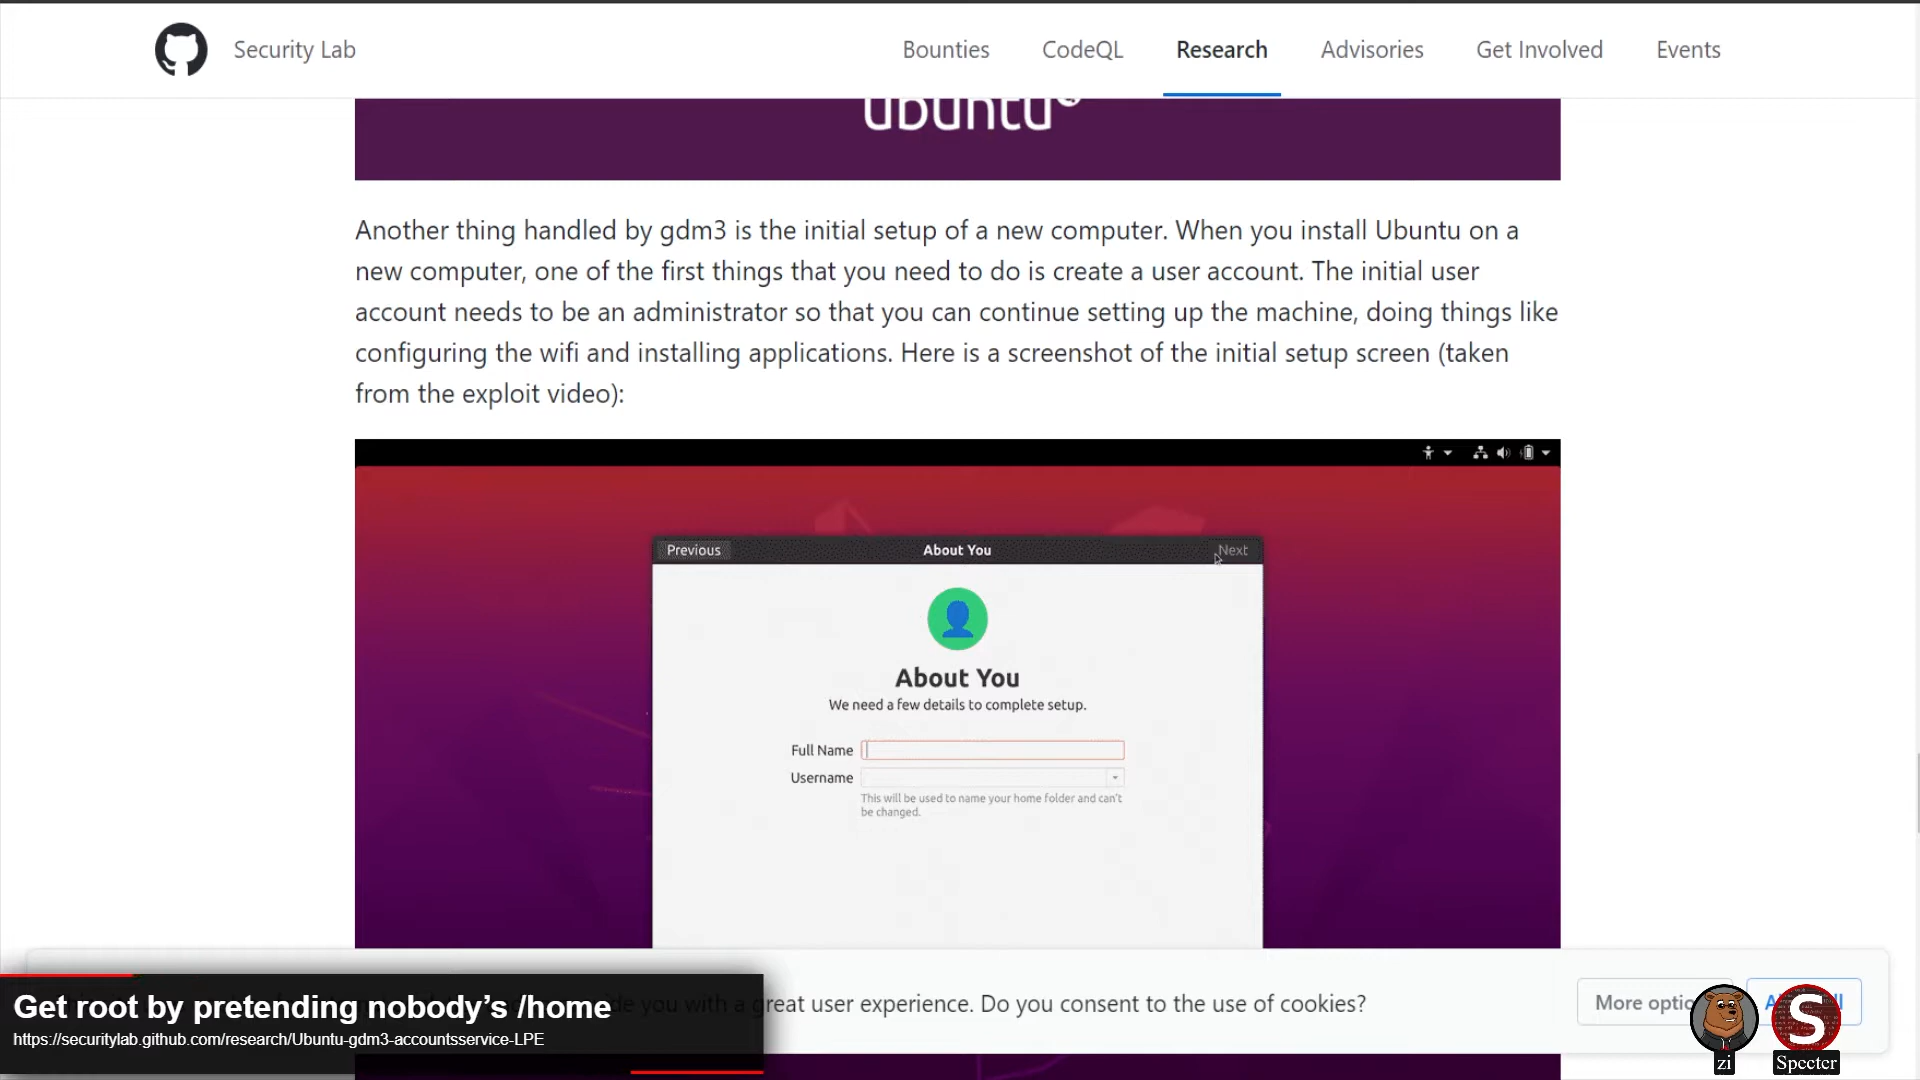 Security Lab
Bounties
CodeQL
Research
Advisories
Get Involved
Events
ubuntu
Another thing handled by gdm3 is the initial setup of a new computer. When you install Ubuntu on a
new computer, one of the first things that you need to do is create a user account. The initial user
account needs to be an administrator so that you can continue setting up the machine, doing things like
configuring the wifi and installing applications. Here is a screenshot of the initial setup screen (taken
from the exploit video):
Previous
About You
Next
About You
We need a few details to complete setup.
Full Name
Username
This will be used to name your home folder and can't
be changed.
you with a great user experience. Do you consent to the use of cookies?
More
Get root by pretending nobody's /home
https://securitylab.github.com/research/Ubuntu-gdm3-accountsservice-LPE
S
zi
Specter